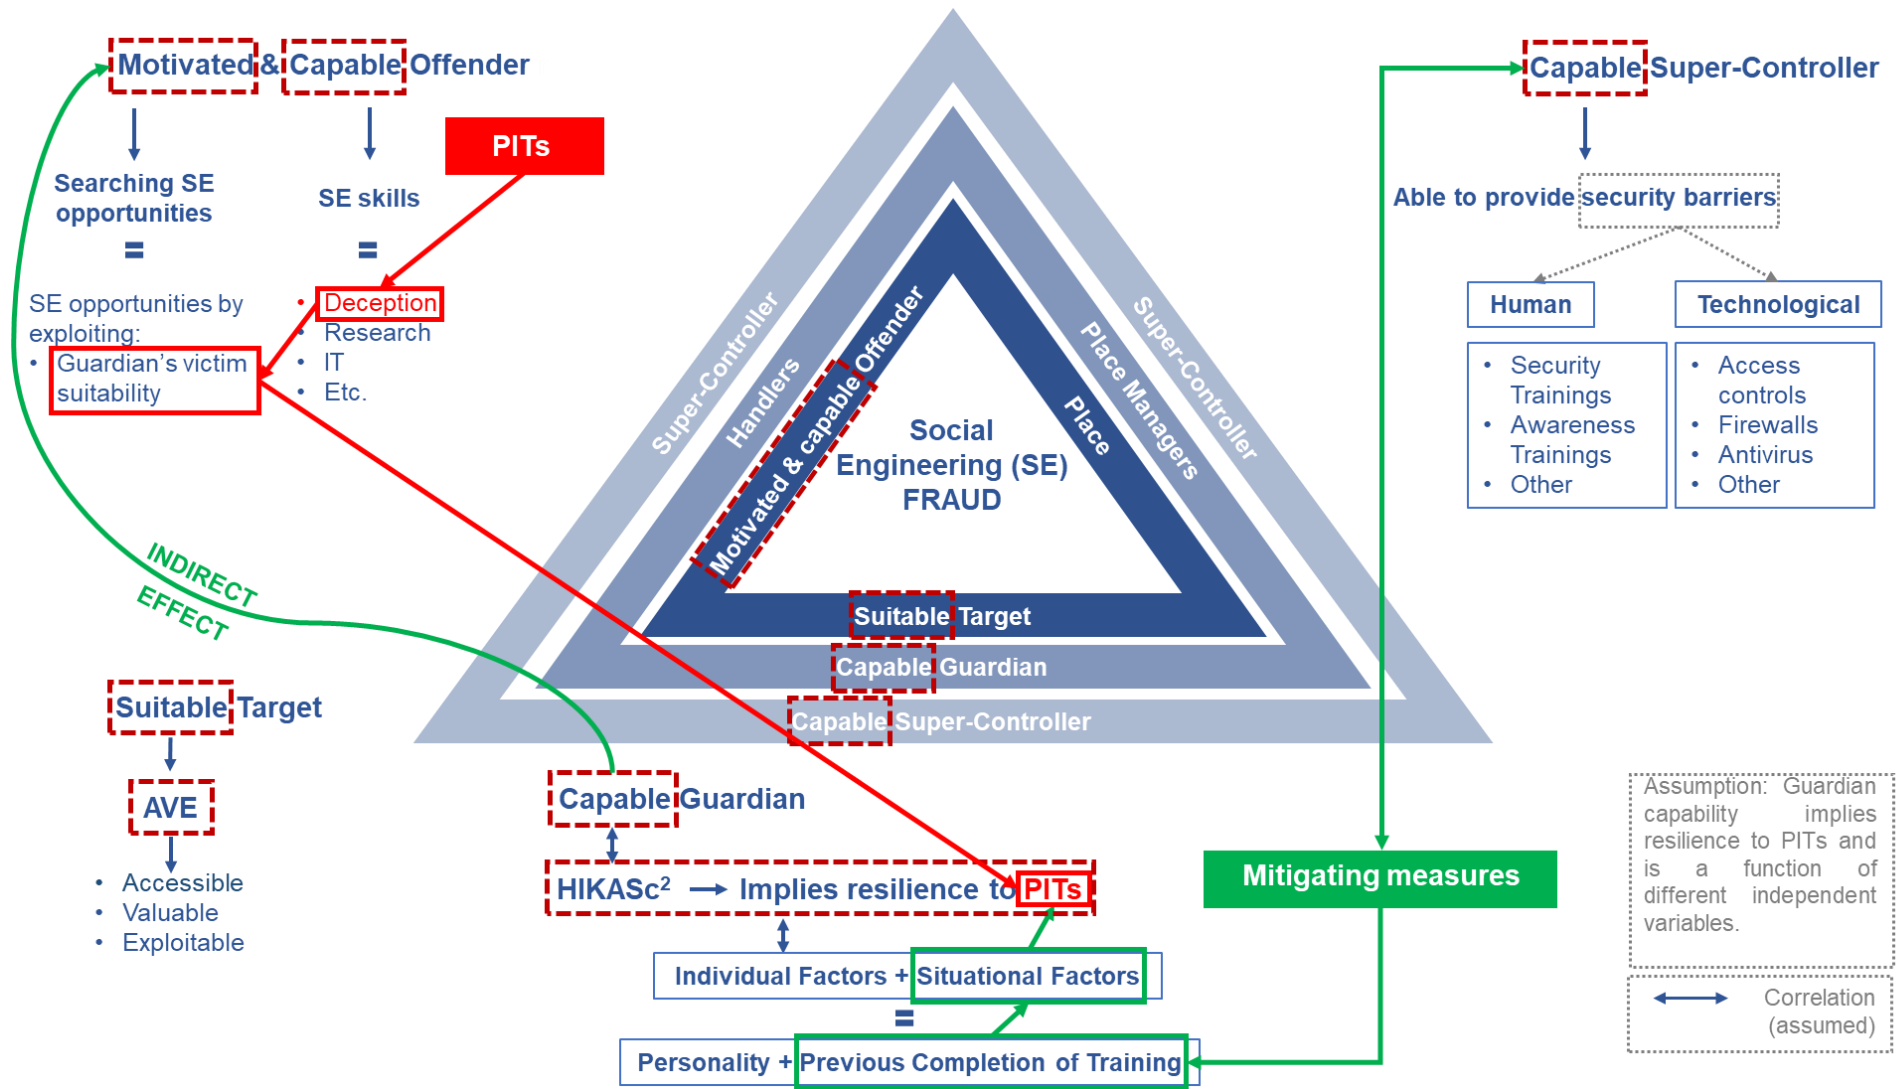 Motivated & Capable Offender
Searching SE
opportunities
=
SE opportunities by
exploiting:
• Guardian's victim
suitability
SE skills
=
• Deception
• Research
• IT
• Etc.
PITs
INDIRECT
EFFECT
Super-Controller
Handlers
Motivated & capable Offender
Social
Engineering (SE)
FRAUD
Place
Place Managers
Super-Controller
Suitable Target
Capable Guardian
Capable Super-Controller
Capable Super-Controller
Able to provide security barriers
Human
• Security
Trainings
• Awareness
Trainings
• Other
Technological
• Access
controls
• Firewalls
• Antivirus
• Other
Suitable Target
AVE
• Accessible
• Valuable
• Exploitable
Capable Guardian
HIKASc² → Implies resilience to PITs
Individual Factors + Situational Factors
=
Personality + Previous Completion of Training
Mitigating measures
Assumption: Guardian
capability implies
resilience to PITs and
is a function of
different independent
variables.
Correlation
(assumed)